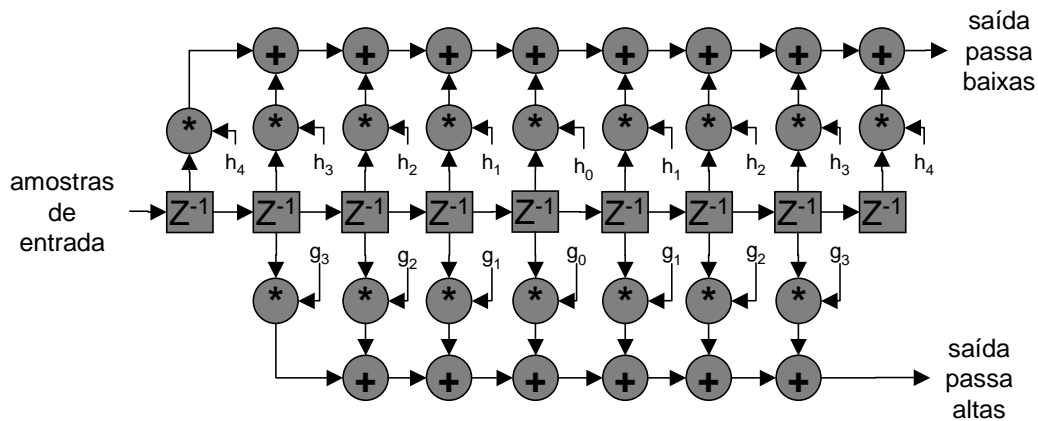 saída
passa
baixas
+ + + + + + + +
* * * * * * * * *
h4 h3 h2 h1 h0 h1 h2 h3 h4
amostras
de
entrada
Z-1 Z-1 Z-1 Z-1 Z-1 Z-1 Z-1 Z-1 Z-1
g3 g2 g1 g0 g1 g2 g3
* * * * * * *
+ + + + + +
saída
passa
altas